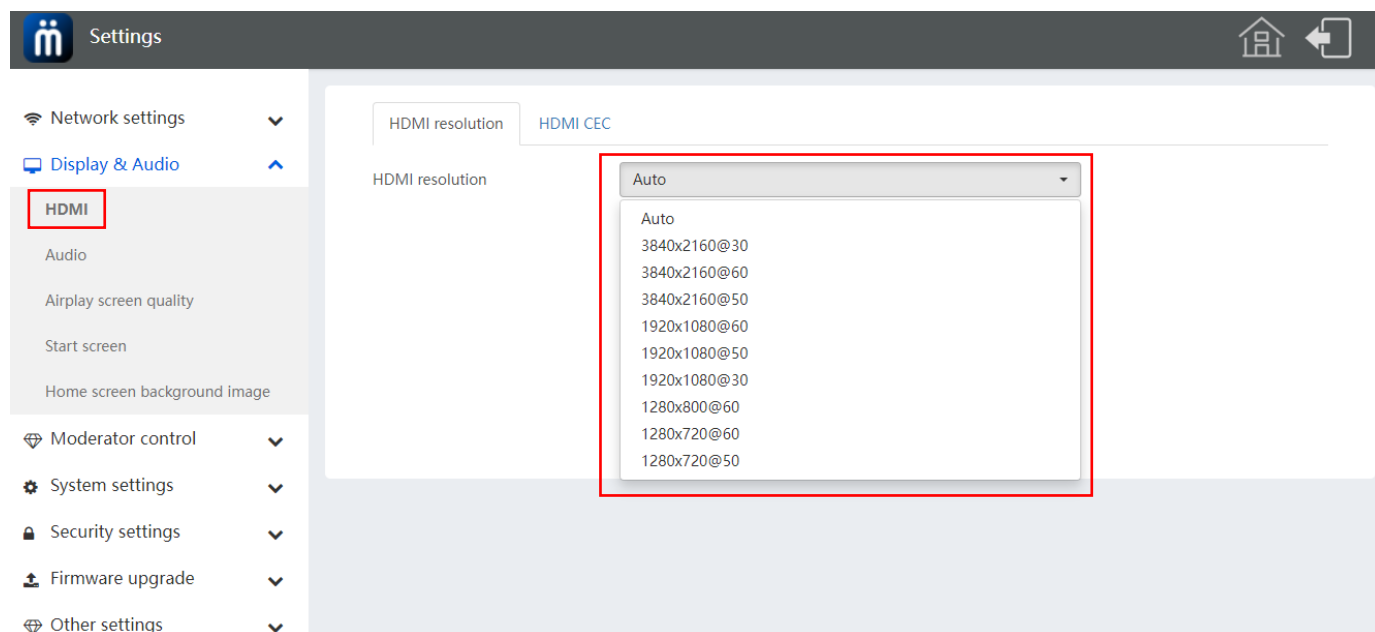 Settings
Network settings
Display & Audio
HDMI
Audio
Airplay screen quality
Start screen
Home screen background image
Moderator control
System settings
Security settings
Firmware upgrade
Other settings
HDMI resolution HDMI CEC
HDMI resolution Auto
Auto
3840x2160@30
3840x2160@60
3840x2160@50
1920x1080@60
1920x1080@50
1920x1080@30
1280x800@60
1280x720@60
1280x720@50